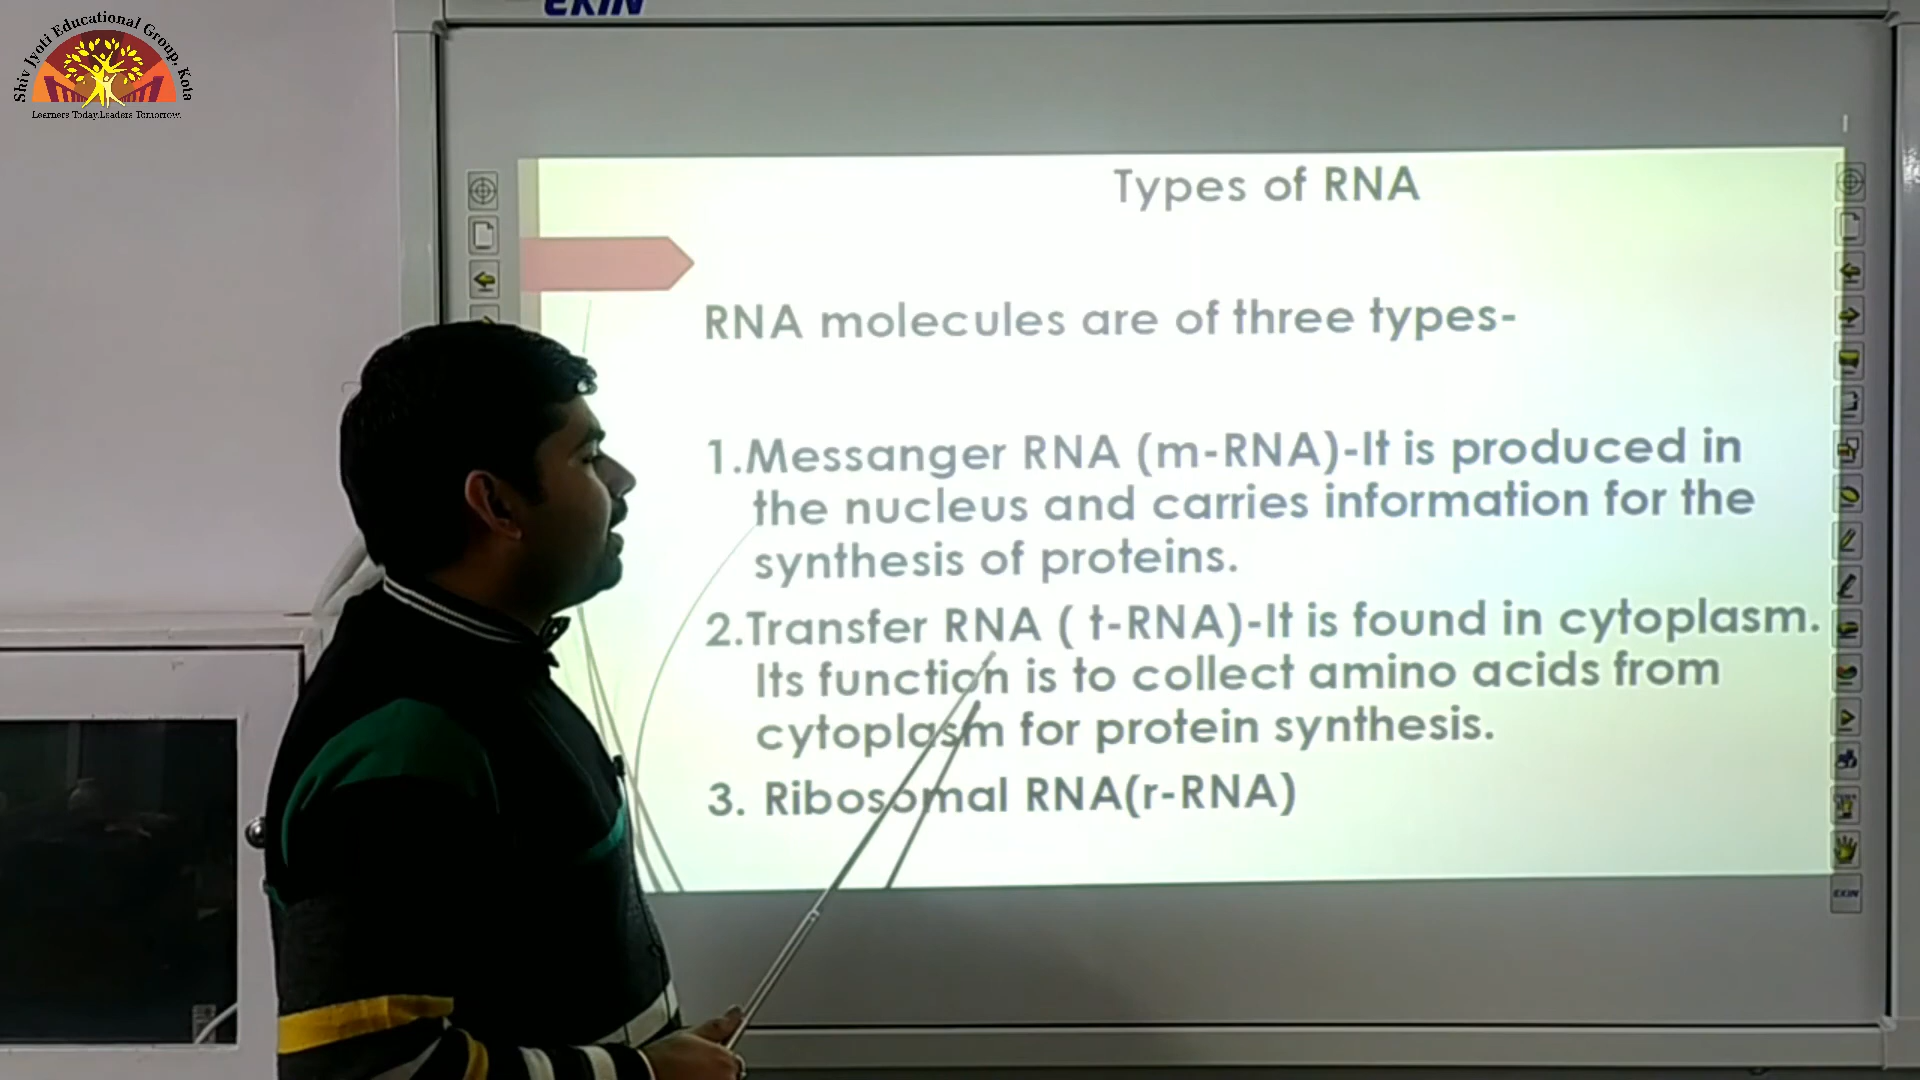 EKIN
Shiv Jyoti Educational Group, Kota
Learners Today.Leaders Tomorrow.
Types of RNA
RNA molecules are of three types-
1.Messanger RNA (m-RNA)-It is produced in
the nucleus and carries information for the
synthesis of proteins.
2.Transfer RNA ( t-RNA)-It is found in cytoplasm.
Its function is to collect amino acids from
cytoplasm for protein synthesis.
3. Ribosomal RNA(r-RNA)
EKIN